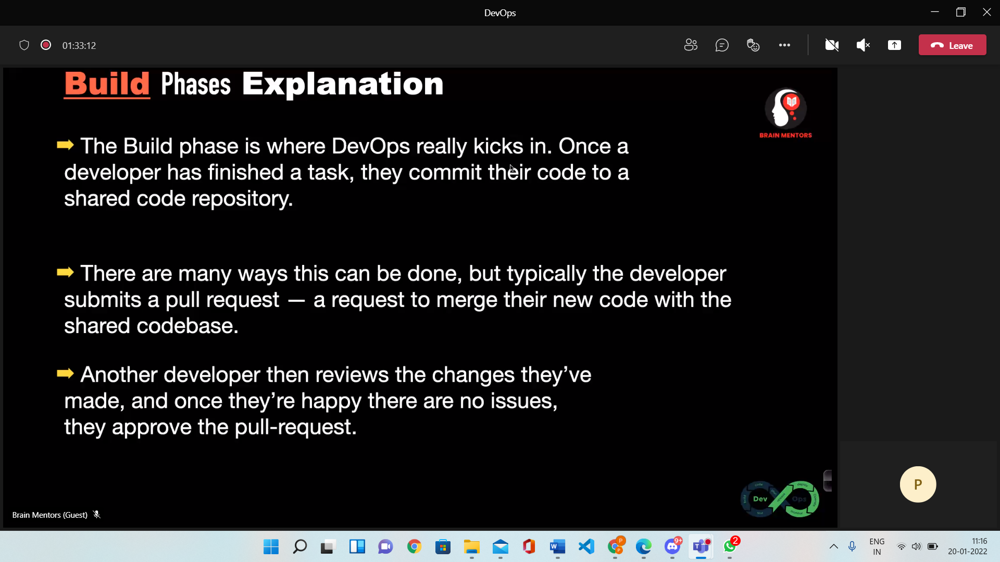 DevOps
01:33:12
Leave
Build Phases Explanation
BRAIN MENTORS
➡ The Build phase is where DevOps really kicks in. Once a
developer has finished a task, they commit their code to a
shared code repository.
➡ There are many ways this can be done, but typically the developer
submits a pull request — a request to merge their new code with the
shared codebase.
➡ Another developer then reviews the changes they’ve
made, and once they’re happy there are no issues,
they approve the pull-request.
code
Dev
test
deploy
Ops
monitor
P
Brain Mentors (Guest)
P
P
9+
2
ENG
IN
11:16
20-01-2022